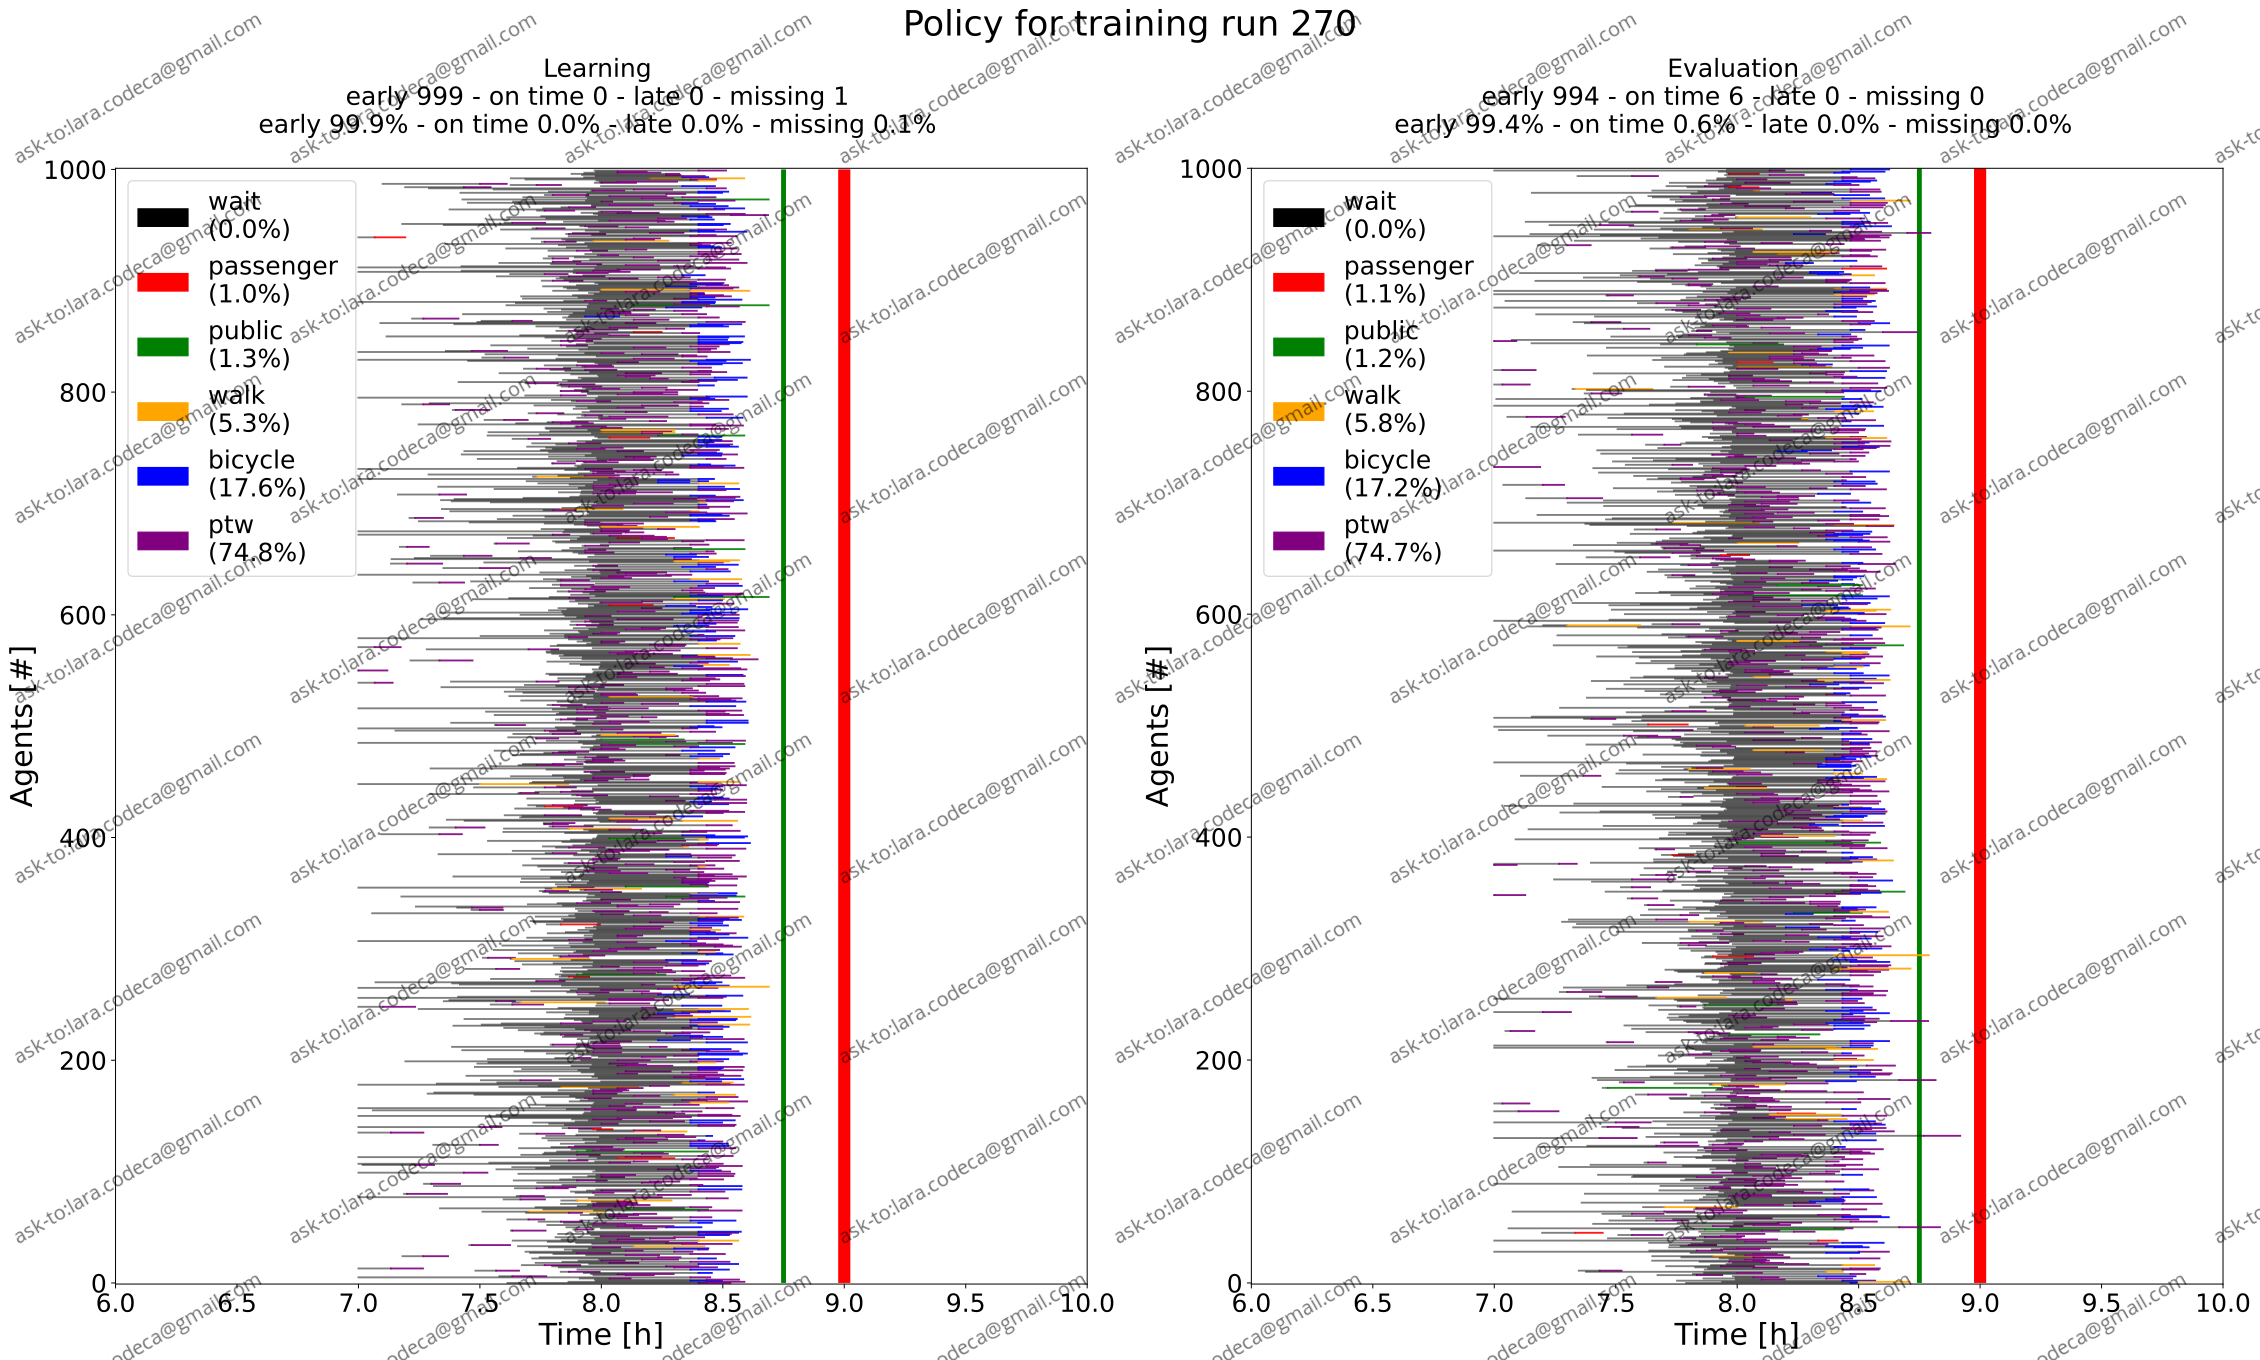 Policy for training run 270
Learning
early 999 - on time 0 - late 0 - missing 1
early 99.9% - on time 0.0% - late 0.0% - missing 0.1%
1000
800
600
400
200
0
Agents [#]
wait
(0.0%)
passenger
(1.0%)
public
(1.3%)
walk
(5.3%)
bicycle
(17.6%)
ptw
(74.8%)
6.0 6.5 7.0 7.5 8.0 8.5 9.0 9.5 10.0
Time [h]
Evaluation
early 994 - on time 6 - late 0 - missing 0
early 99.4% - on time 0.6% - late 0.0% - missing 0.0%
1000
800
600
400
200
0
Agents [#]
wait
(0.0%)
passenger
(1.1%)
public
(1.2%)
walk
(5.8%)
bicycle
(17.2%)
ptw
(74.7%)
6.0 6.5 7.0 7.5 8.0 8.5 9.0 9.5 10.0
Time [h]
ask-to:lara.codeca@gmail.com